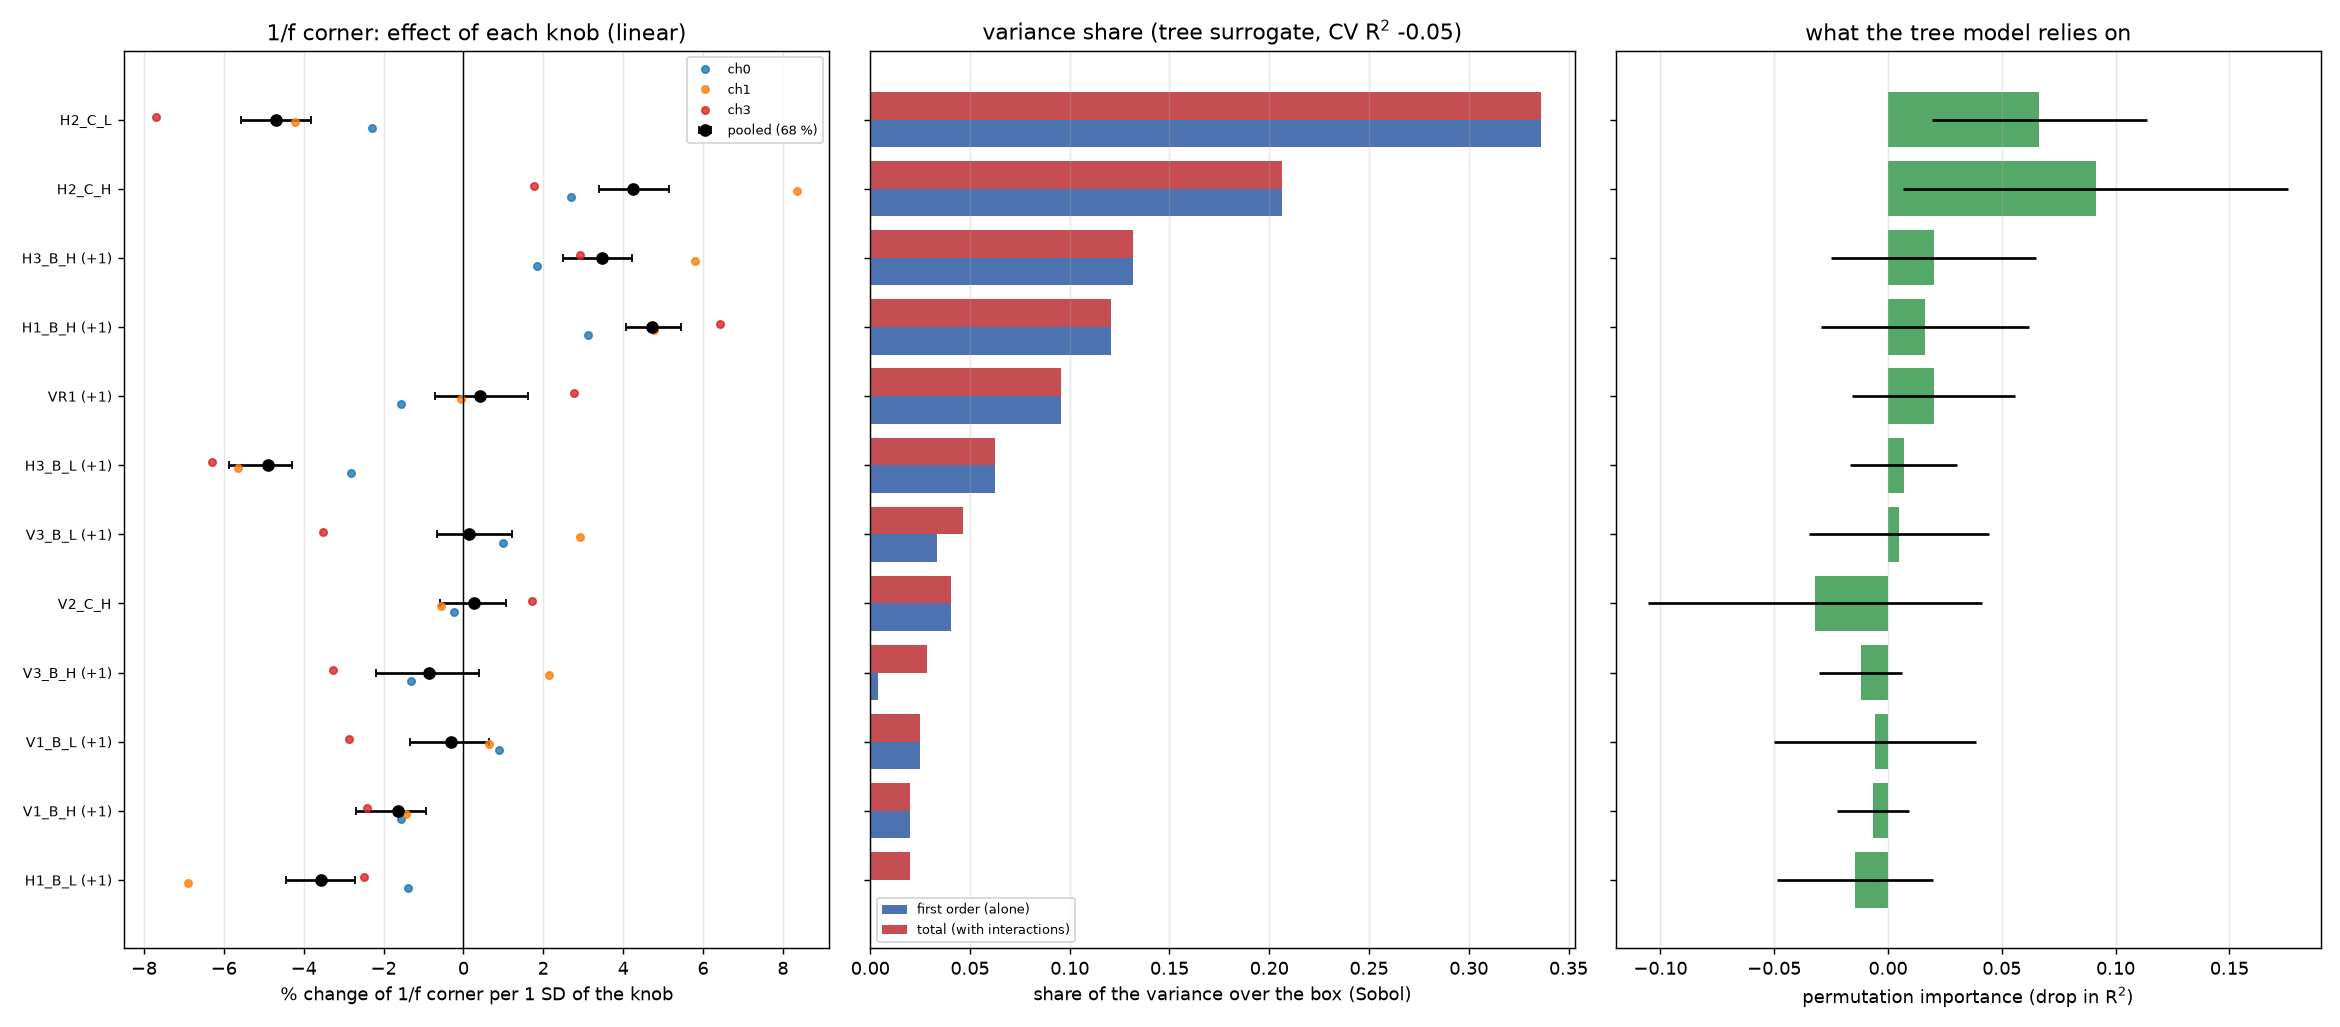 1/f corner: effect of each knob (linear)
ch0
ch1
ch3
pooled (68 %)
H2_C_L
H2_C_H
H3_B_H (+1)
H1_B_H (+1)
VR1 (+1)
H3_B_L (+1)
V3_B_L (+1)
V2_C_H
V3_B_H (+1)
V1_B_L (+1)
V1_B_H (+1)
H1_B_L (+1)
−8 −6 −4 −2 0 2 4 6 8
% change of 1/f corner per 1 SD of the knob
variance share (tree surrogate, CV R² -0.05)
first order (alone)
total (with interactions)
0.00 0.05 0.10 0.15 0.20 0.25 0.30 0.35
share of the variance over the box (Sobol)
what the tree model relies on
−0.10 −0.05 0.00 0.05 0.10 0.15
permutation importance (drop in R²)